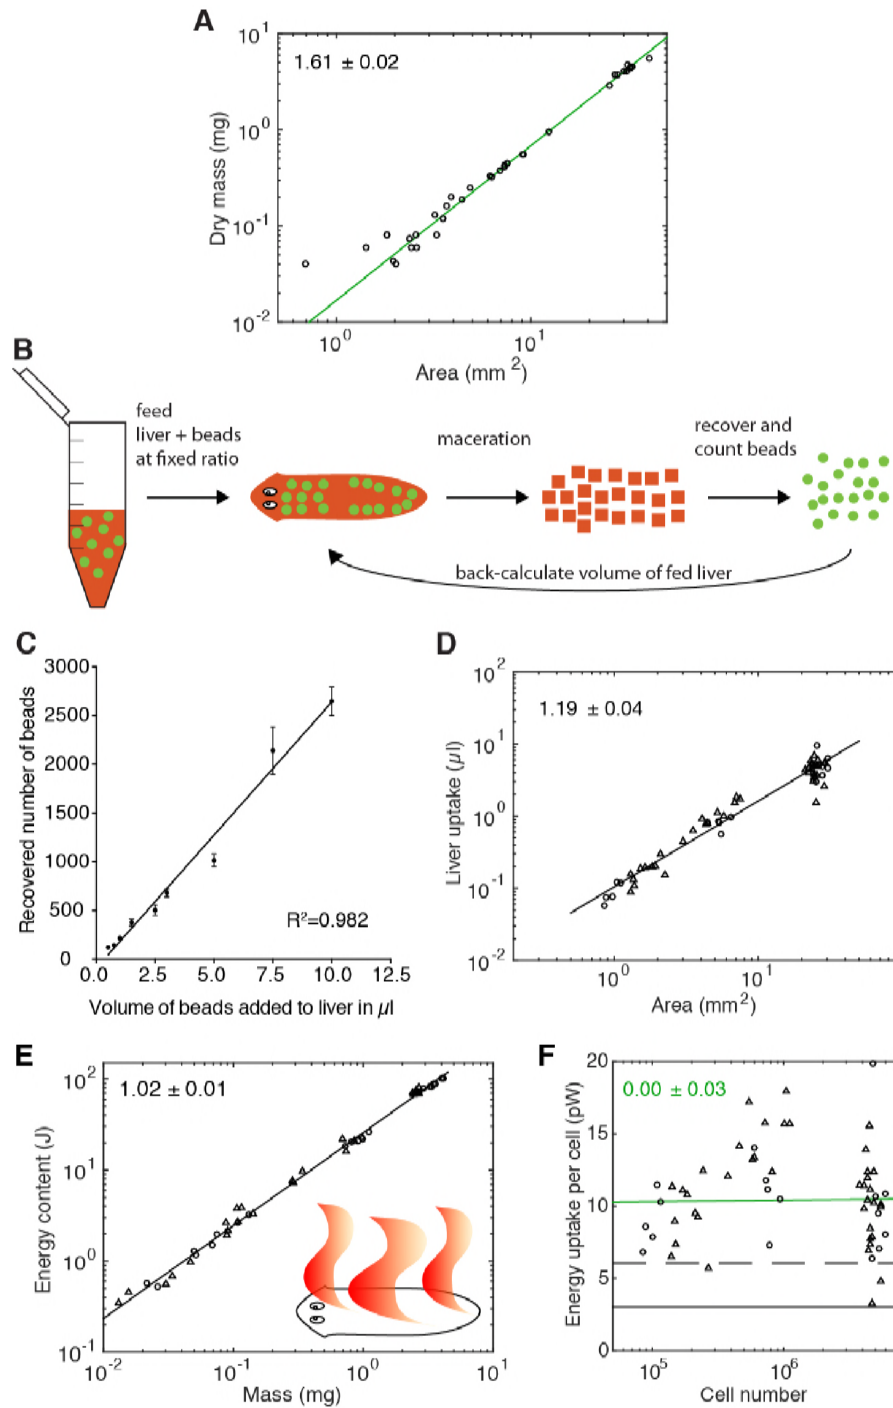 A
10^1
1.61 ± 0.02
10^0
Dry mass (mg)
10^-1
10^-2
10^0
10^1
Area (mm^2)
B
feed
liver + beads
at fixed ratio
maceration
recover and
count beads
back-calculate volume of fed liver
C
3000
2500
2000
1500
1000
500
0
Recovered number of beads
R²=0.982
0.0
2.5
5.0
7.5
10.0
12.5
Volume of beads added to liver in µl
D
10^2
1.19 ± 0.04
10^1
10^0
10^-1
10^-2
Liver uptake (µl)
10^0
10^1
Area (mm²)
E
10^2
1.02 ± 0.01
10^1
10^0
10^-1
Energy content (J)
10^-2
10^-1
10^0
10^1
Mass (mg)
F
20
0.00 ± 0.03
15
10
5
0
Energy uptake per cell (pW)
10^5
10^6
Cell number